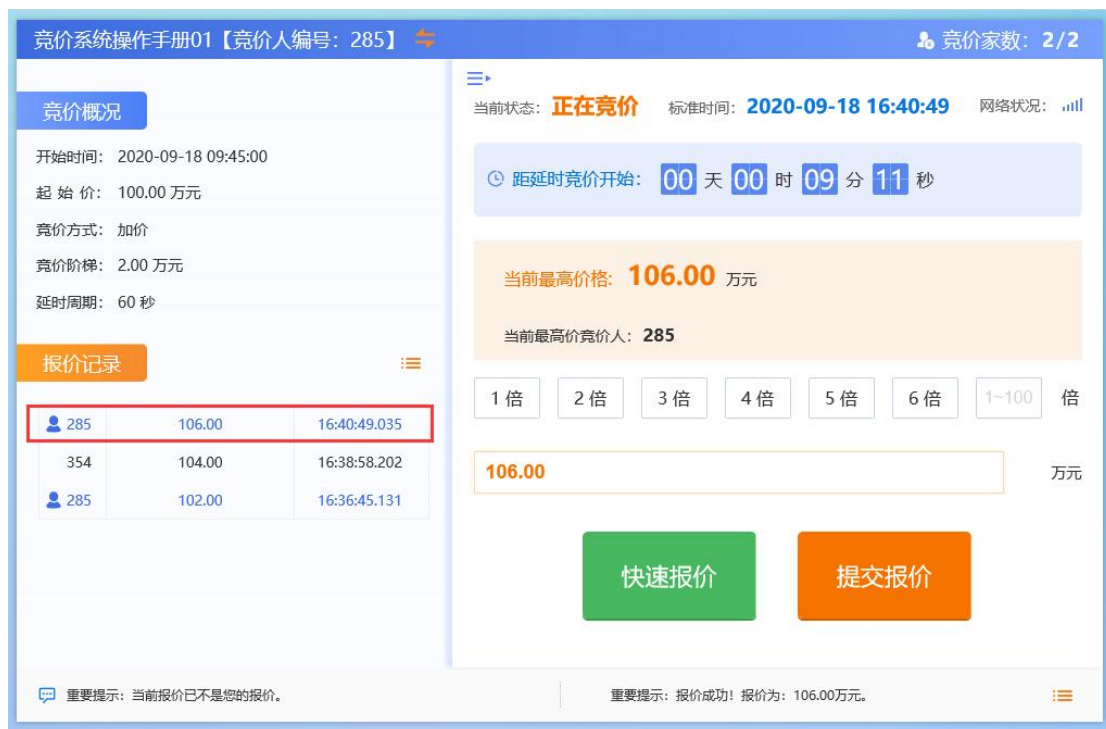 竞价系统操作手册01【竞价人编号：285】
竞价家数：2/2
竞价概况
开始时间： 2020-09-18 09:45:00
起 始 价： 100.00 万元
竞价方式： 加价
竞价阶梯： 2.00 万元
延时周期： 60 秒
报价记录
285 106.00 16:40:49.035
354 104.00 16:38:58.202
285 102.00 16:36:45.131
当前状态：正在竞价 标准时间：2020-09-18 16:40:49 网络状况：
距延时竞价开始： 00 天 00 时 09 分 11 秒
当前最高价格: 106.00 万元
当前最高价竞价人：285
1 倍 2 倍 3 倍 4 倍 5 倍 6 倍 1~100 倍
106.00 万元
快速报价 提交报价
重要提示：当前报价已不是您的报价。
重要提示：报价成功！报价为：106.00万元。